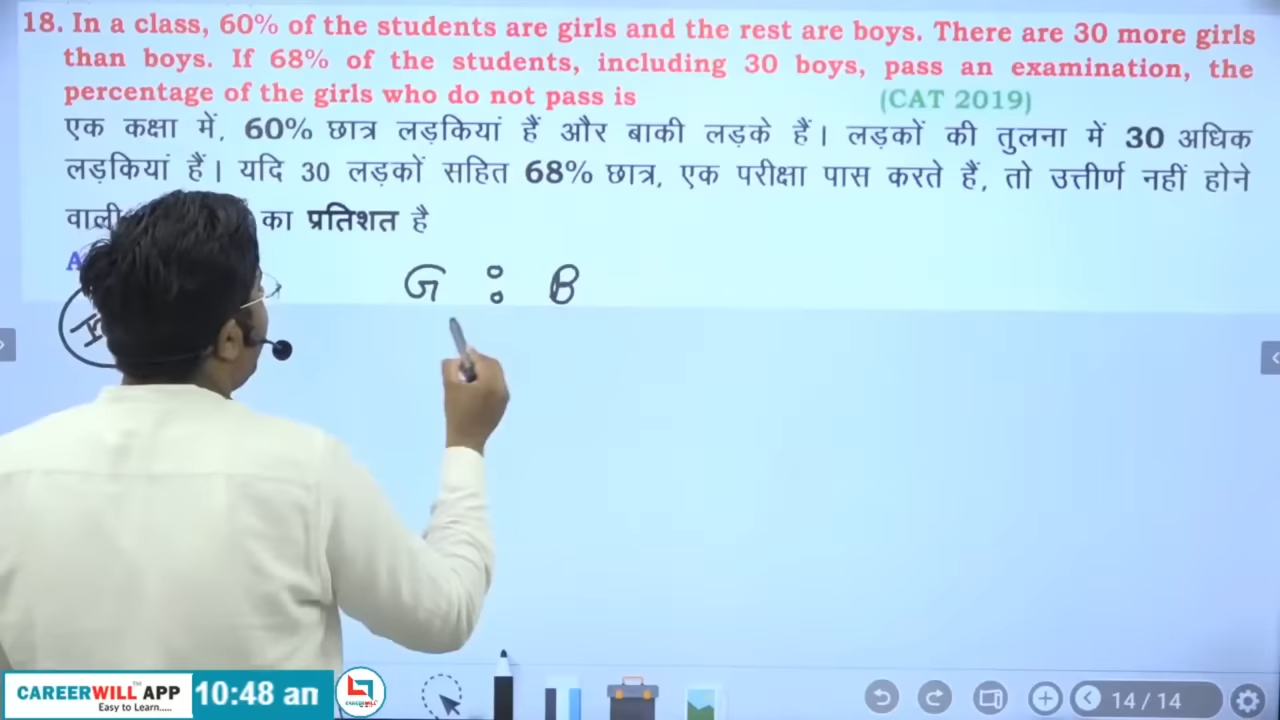 18. In a class, 60% of the students are girls and the rest are boys. There are 30 more girls
than boys. If 68% of the students, including 30 boys, pass an examination, the
percentage of the girls who do not pass is (CAT 2019)
एक कक्षा में, 60% छात्र लड़कियां हैं और बाकी लड़के हैं। लड़कों की तुलना में 30 अधिक
लड़कियां हैं। यदि 30 लड़कों सहित 68% छात्र, एक परीक्षा पास करते हैं, तो उत्तीर्ण नहीं होने
वाली का प्रतिशत है
G : B
CAREERWILL APP
Easy to Learn.....
10:48 an
CAREERWILL
14 / 14